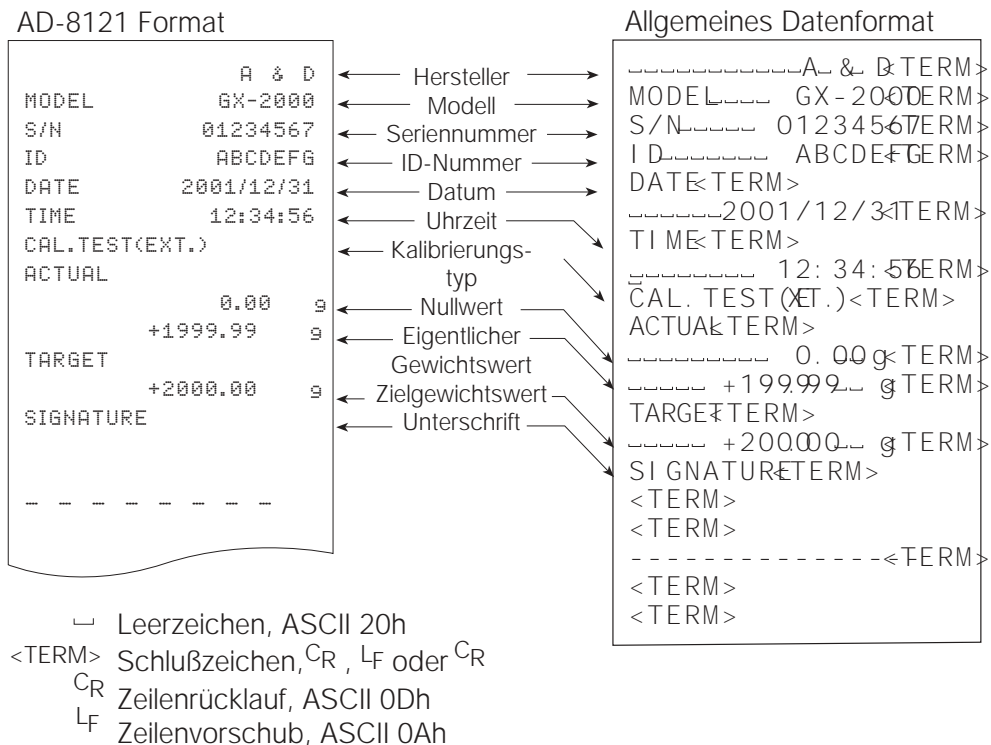 AD-8121 Format
A & D
MODEL GX-2000
S/N 01234567
ID ABCDEFG
DATE 2001/12/31
TIME 12:34:56
CAL.TEST(EXT.)
ACTUAL
0.00 g
+1999.99 g
TARGET
+2000.00 g
SIGNATURE
_ _ _ _ _ _ _ _
Hersteller
Modell
Seriennummer
ID-Nummer
Datum
Uhrzeit
Kalibrierungs-
typ
Nullwert
Eigentlicher
Gewichtswert
Zielgewichtswert
Unterschrift
Allgemeines Datenformat
␣␣␣␣␣␣␣␣␣␣␣A␣ &␣ D<TERM>
MODEL␣␣␣␣ GX-2000<TERM>
S/N␣␣␣␣␣ 01234567<TERM>
ID␣␣␣␣␣␣␣ ABCDEFG<TERM>
DATE<TERM>
␣␣␣␣␣␣2001/12/31<TERM>
TIME<TERM>
␣␣␣␣␣␣␣␣ 12:34:56<TERM>
CAL.TEST(EXT.)<TERM>
ACTUAL<TERM>
␣␣␣␣␣␣␣␣␣ 0.00␣␣g<TERM>
␣␣␣␣␣ +1999.99␣␣ g<TERM>
TARGET<TERM>
␣␣␣␣␣ +2000.00␣␣ g<TERM>
SIGNATURE<TERM>
<TERM>
<TERM>
----------------<TERM>
<TERM>
<TERM>
␣ Leerzeichen, ASCII 20h
<TERM> Schlußzeichen, CR , LF oder CR
CR Zeilenrücklauf, ASCII 0Dh
LF Zeilenvorschub, ASCII 0Ah